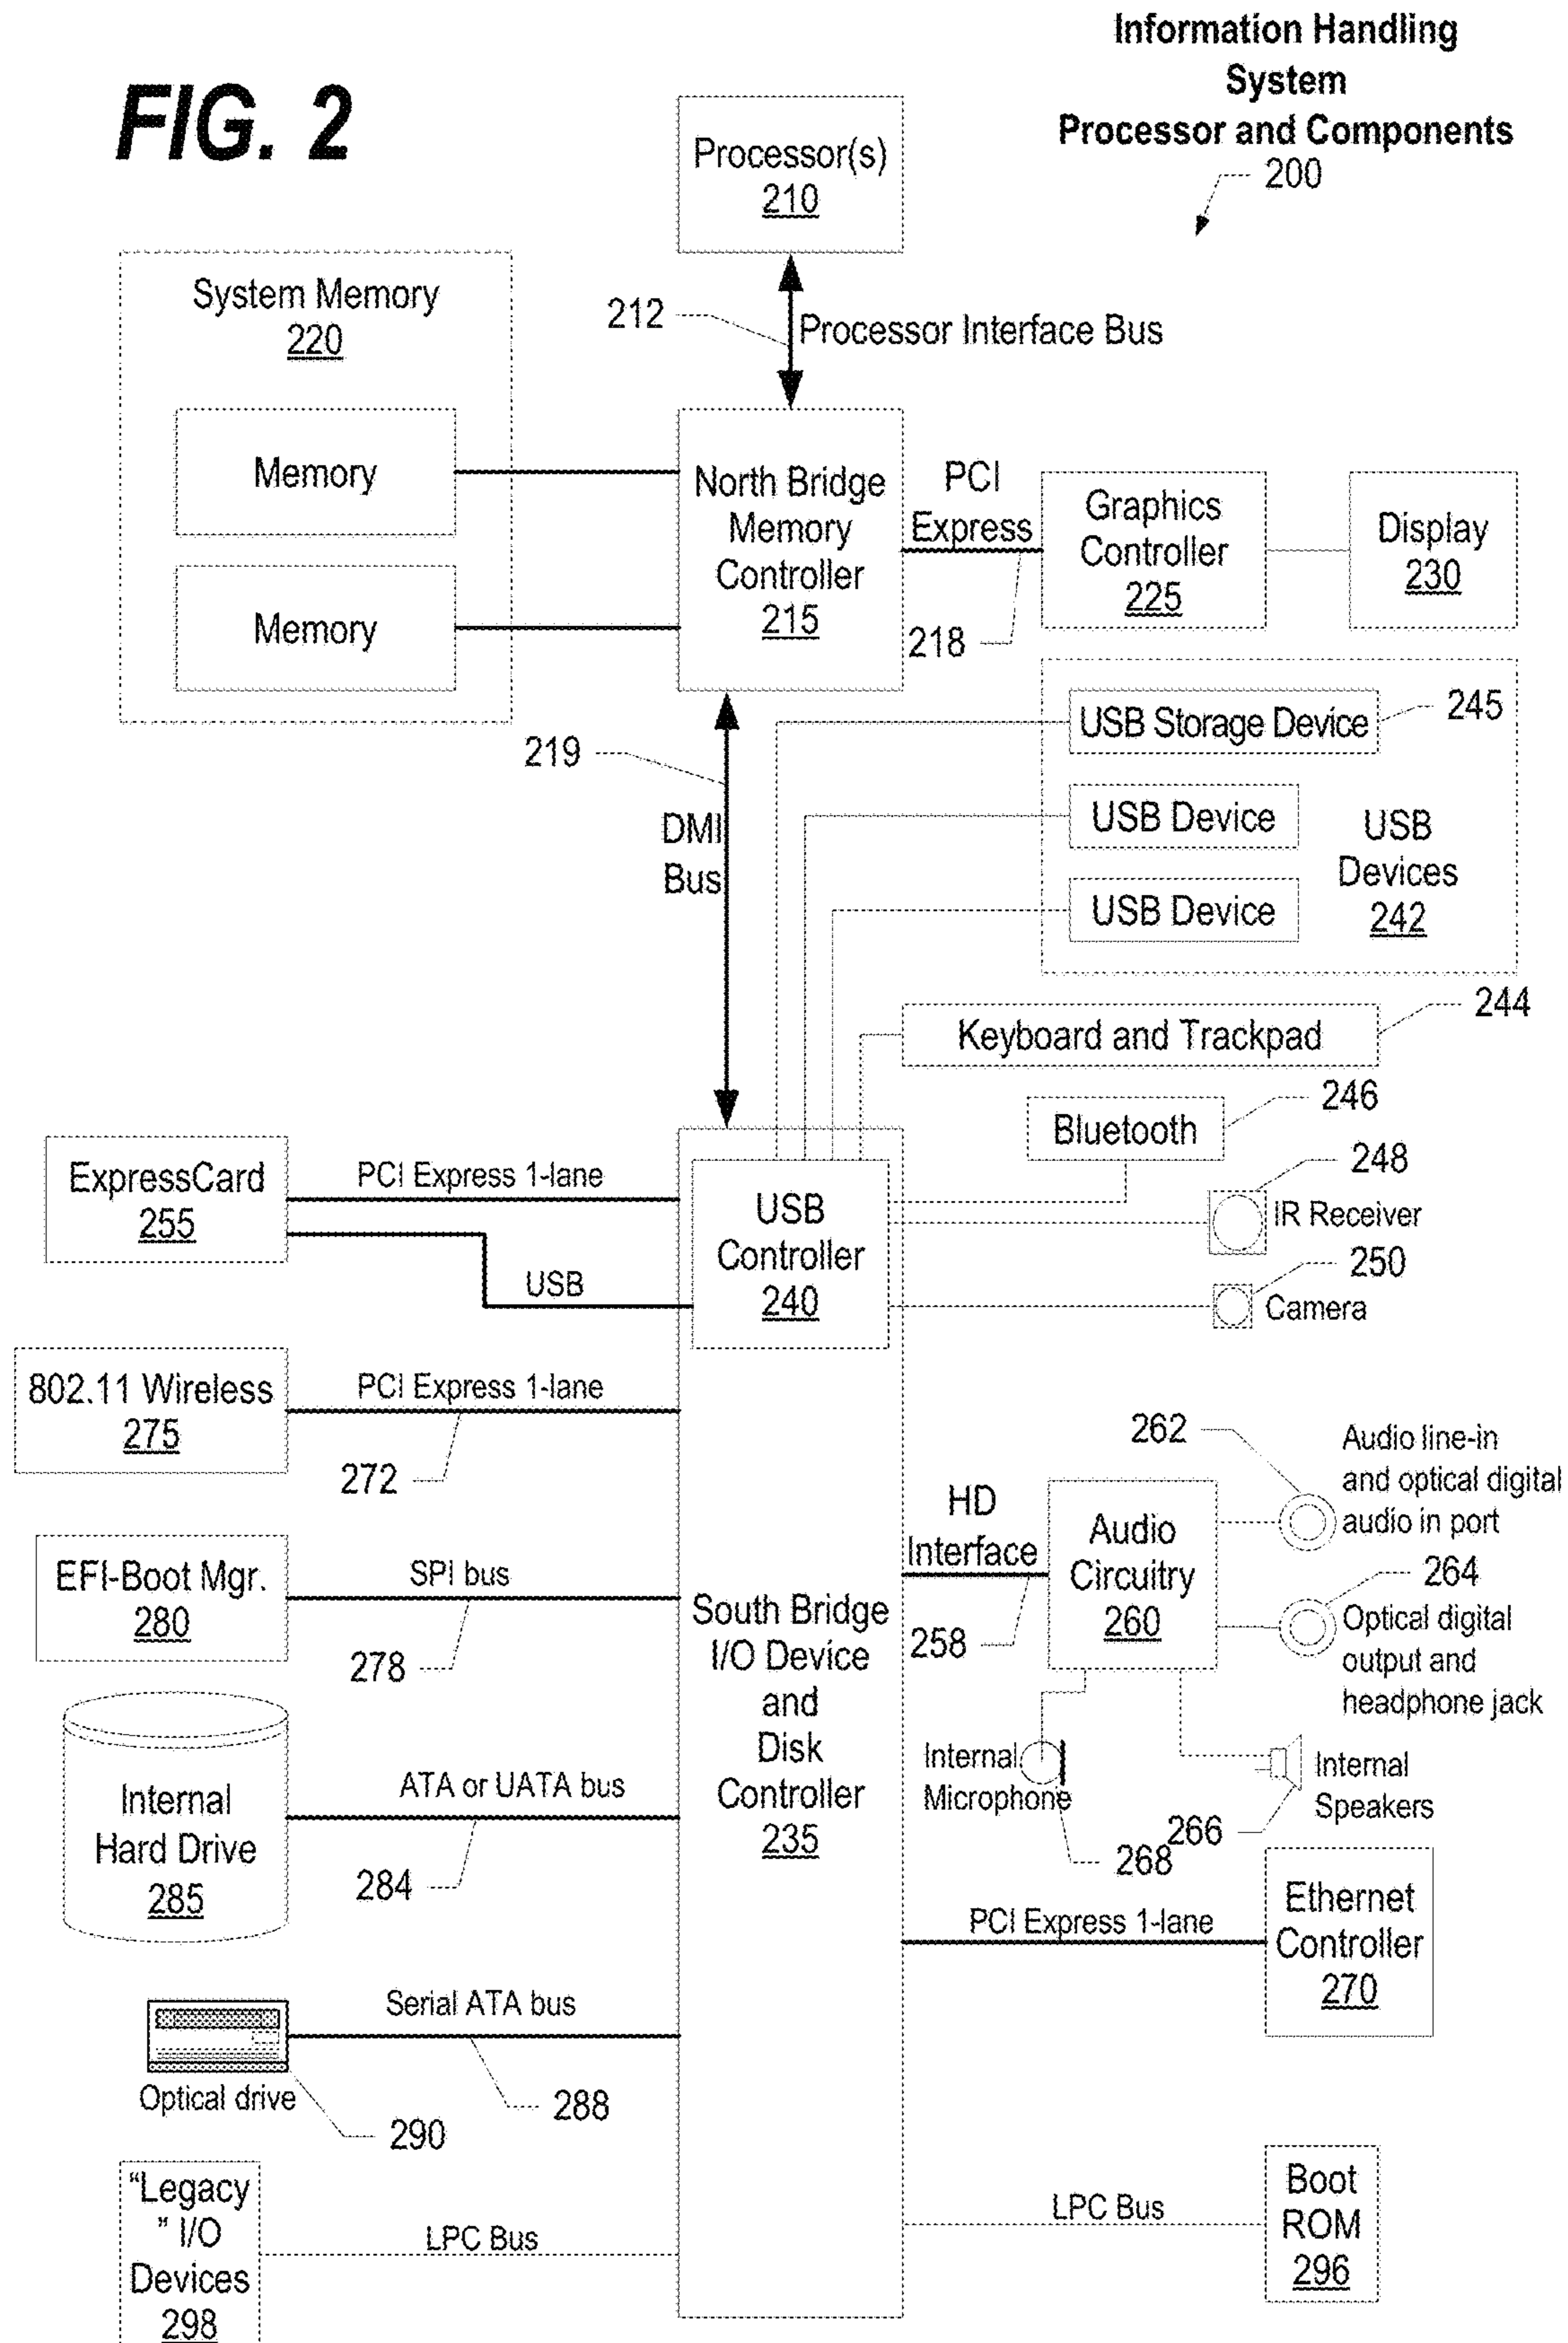 Information Handling
System
Processor and Components
200
FIG. 2
Processor(s)
210
212
Processor Interface Bus
System Memory
220
Memory
Memory
North Bridge
Memory
Controller
215
PCI
Express
218
Graphics
Controller
225
Display
230
219
DMI
Bus
USB Storage Device
245
USB Device
USB Device
USB
Devices
242
Keyboard and Trackpad
244
Bluetooth
246
248
IR Receiver
250
Camera
ExpressCard
255
PCI Express 1-lane
USB
USB
Controller
240
802.11 Wireless
275
PCI Express 1-lane
272
EFI-Boot Mgr.
280
SPI bus
278
Internal
Hard Drive
285
ATA or UATA bus
284
South Bridge
I/O Device
and
Disk
Controller
235
HD
Interface
258
Audio
Circuitry
260
262
Audio line-in
and optical digital
audio in port
264
Optical digital
output and
headphone jack
Internal
Microphone
268
266
Internal
Speakers
PCI Express 1-lane
Ethernet
Controller
270
Serial ATA bus
288
Optical drive
290
"Legacy
" I/O
Devices
298
LPC Bus
LPC Bus
Boot
ROM
296